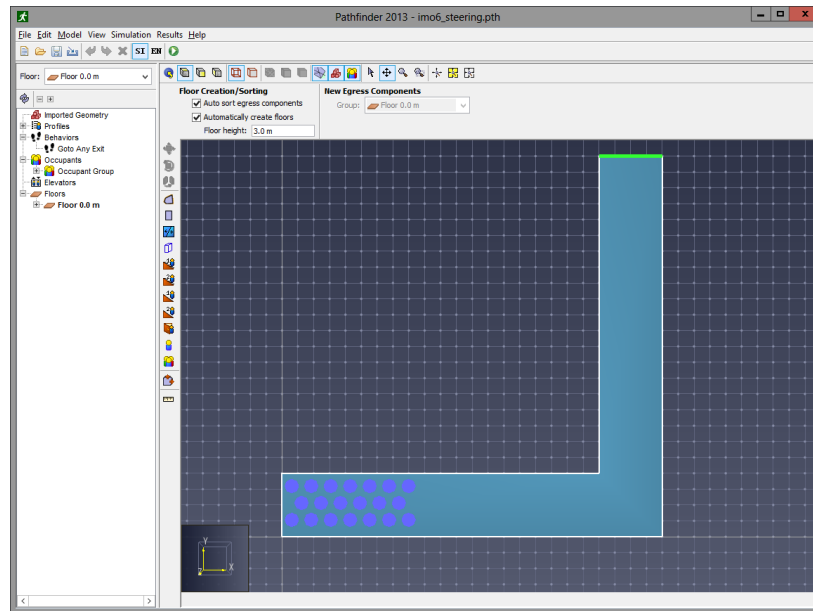 Pathfinder 2013 - imo6_steering.pth
File Edit Model View Simulation Results Help
SI EN
Floor: Floor 0.0 m
Floor Creation/Sorting
Auto sort egress components
Automatically create floors
Floor height: 3.0 m
New Egress Components
Group: Floor 0.0 m
Imported Geometry
Profiles
Behaviors
Goto Any Exit
Occupants
Occupant Group
Elevators
Floors
Floor 0.0 m
Y
Z
X